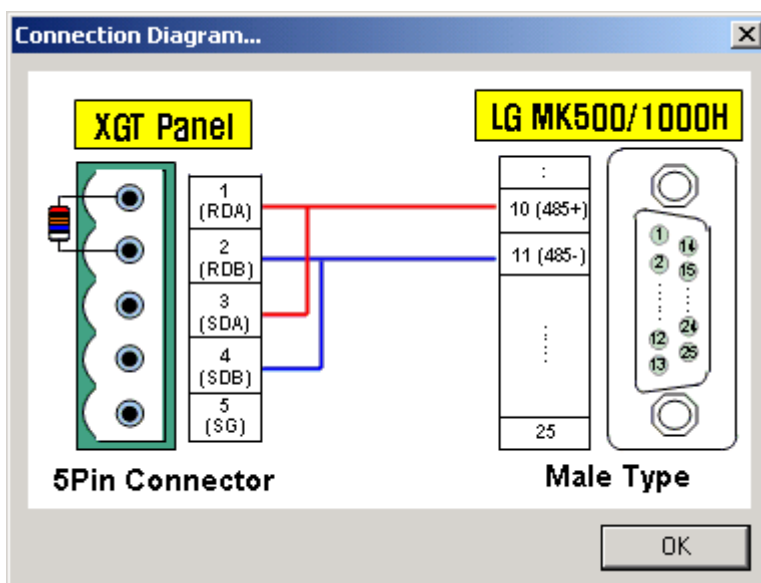 Connection Diagram...
XGT Panel
LG MK500/1000H
1
(RDA)
2
(RDB)
3
(SDA)
4
(SDB)
5
(SG)
:
10 (485+)
11 (485-)
25
1
14
2
15
12
24
13
25
5Pin Connector
Male Type
OK